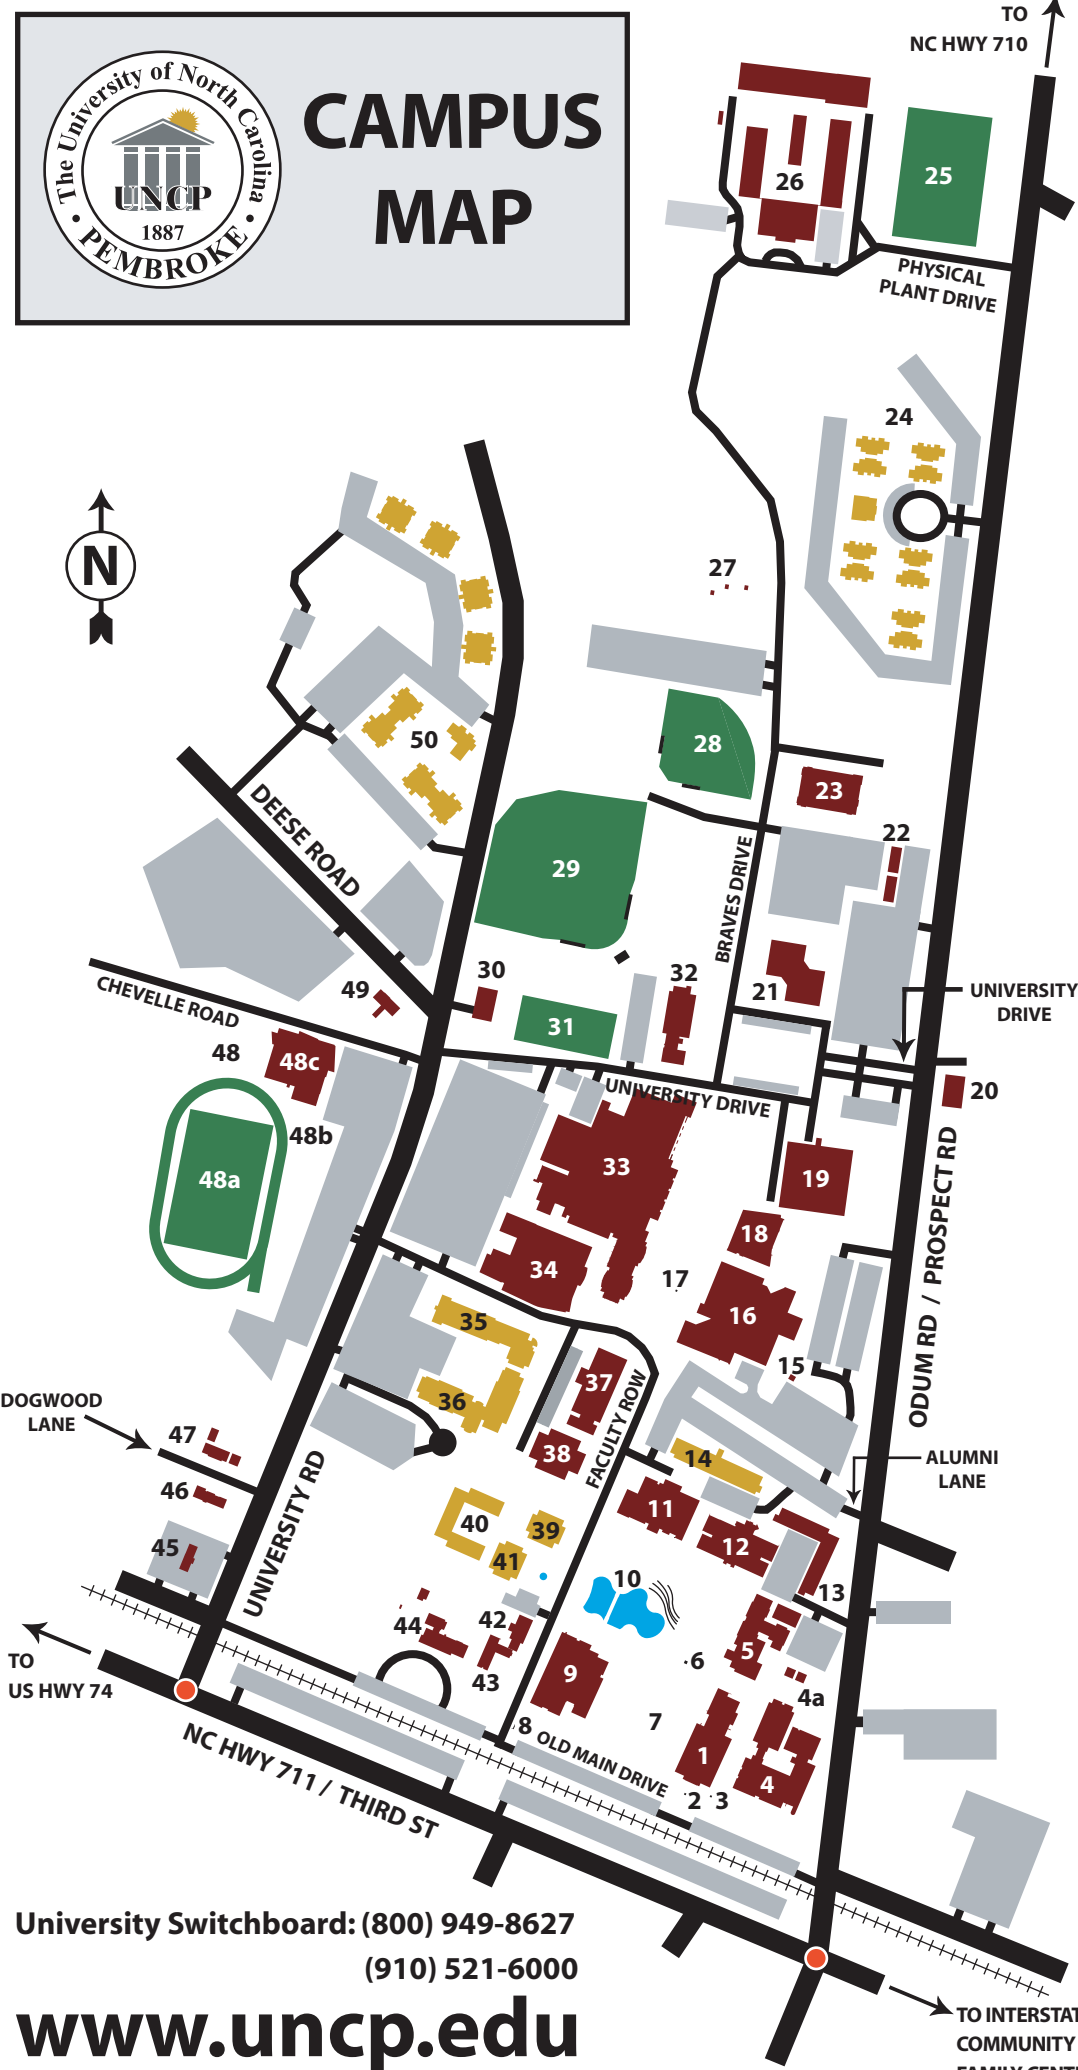 TO
NC HWY 710
The University of North Carolina
UNCP
1887
• PEMBROKE •
CAMPUS
MAP
26
25
PHYSICAL
PLANT DRIVE
24
N
27
50
28
23
22
DEESE ROAD
29
BRAVES DRIVE
CHEVELLE ROAD
49
30
31
32
21
UNIVERSITY
DRIVE
48
48c
UNIVERSITY DRIVE
20
48b
48a
33
19
ODUM RD / PROSPECT RD
18
34
17
16
35
15
37
36
FACULTY ROW
DOGWOOD
LANE
47
38
14
ALUMNI
LANE
46
UNIVERSITY RD
40
39
11
12
45
41
10
13
44
42
43
5
6
4a
9
TO
US HWY 74
7
8
OLD MAIN DRIVE
1
4
2
3
NC HWY 711 / THIRD ST
University Switchboard: (800) 949-8627
(910) 521-6000
www.uncp.edu
TO INTERSTAT
COMMUNITY
FAMILY CENT